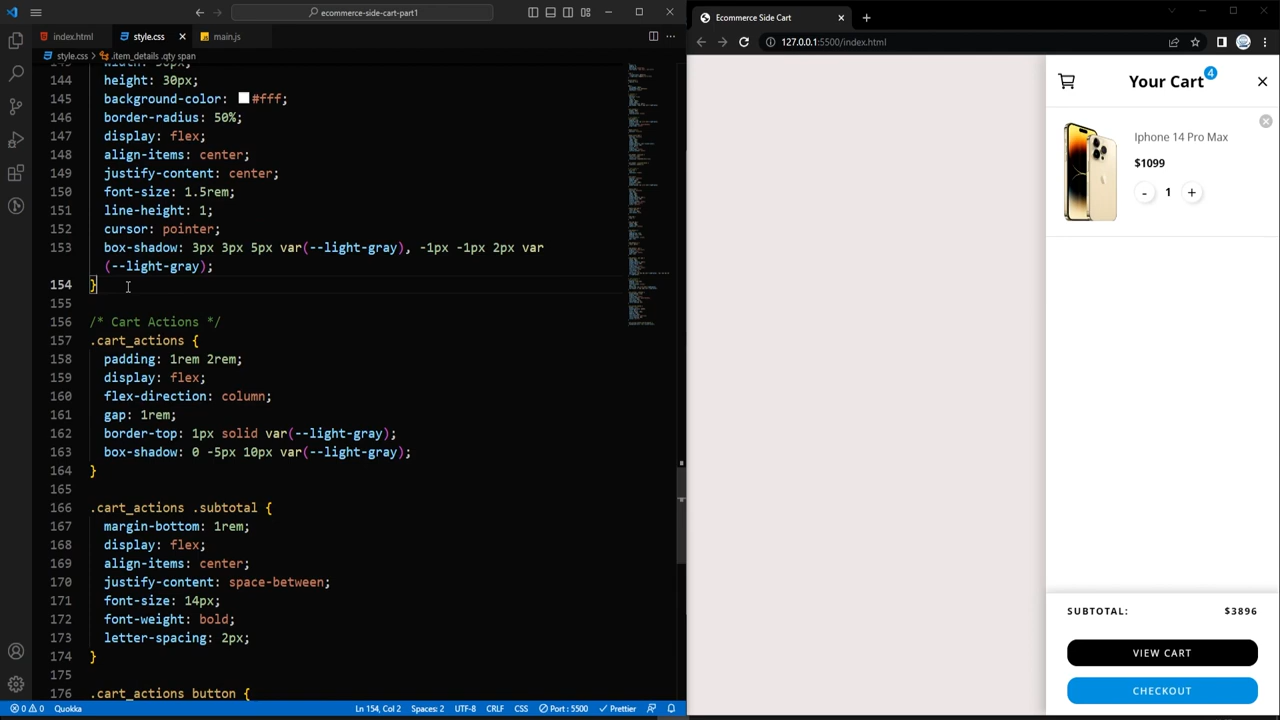 ecommerce-side-cart-part1
index.html
style.css
main.js
style.css > .item_details .qty span
143 width: 30px;
144 height: 30px;
145 background-color: #fff;
146 border-radius: 50%;
147 display: flex;
148 align-items: center;
149 justify-content: center;
150 font-size: 1.5rem;
151 line-height: 1;
152 cursor: pointer;
153 box-shadow: 3px 3px 5px var(--light-gray), -1px -1px 2px var
(--light-gray);
154 }
155
156 /* Cart Actions */
157 .cart_actions {
158 padding: 1rem 2rem;
159 display: flex;
160 flex-direction: column;
161 gap: 1rem;
162 border-top: 1px solid var(--light-gray);
163 box-shadow: 0 -5px 10px var(--light-gray);
164 }
165
166 .cart_actions .subtotal {
167 margin-bottom: 1rem;
168 display: flex;
169 align-items: center;
170 justify-content: space-between;
171 font-size: 14px;
172 font-weight: bold;
173 letter-spacing: 2px;
174 }
175
176 .cart_actions button {
0 0 Quokka Ln 154, Col 2 Spaces: 2 UTF-8 CRLF CSS Port : 5500 Prettier
Ecommerce Side Cart
127.0.0.1:5500/index.html
Your Cart 4
Iphone 14 Pro Max
$1099
- 1 +
SUBTOTAL: $3896
VIEW CART
CHECKOUT